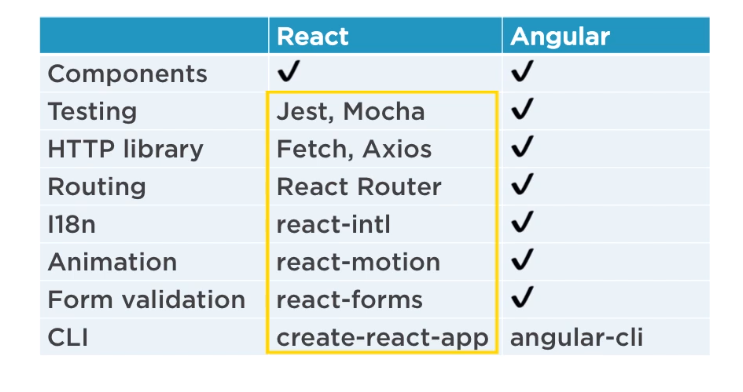 React Angular
Components ✓ ✓
Testing Jest, Mocha ✓
HTTP library Fetch, Axios ✓
Routing React Router ✓
I18n react-intl ✓
Animation react-motion ✓
Form validation react-forms ✓
CLI create-react-app angular-cli